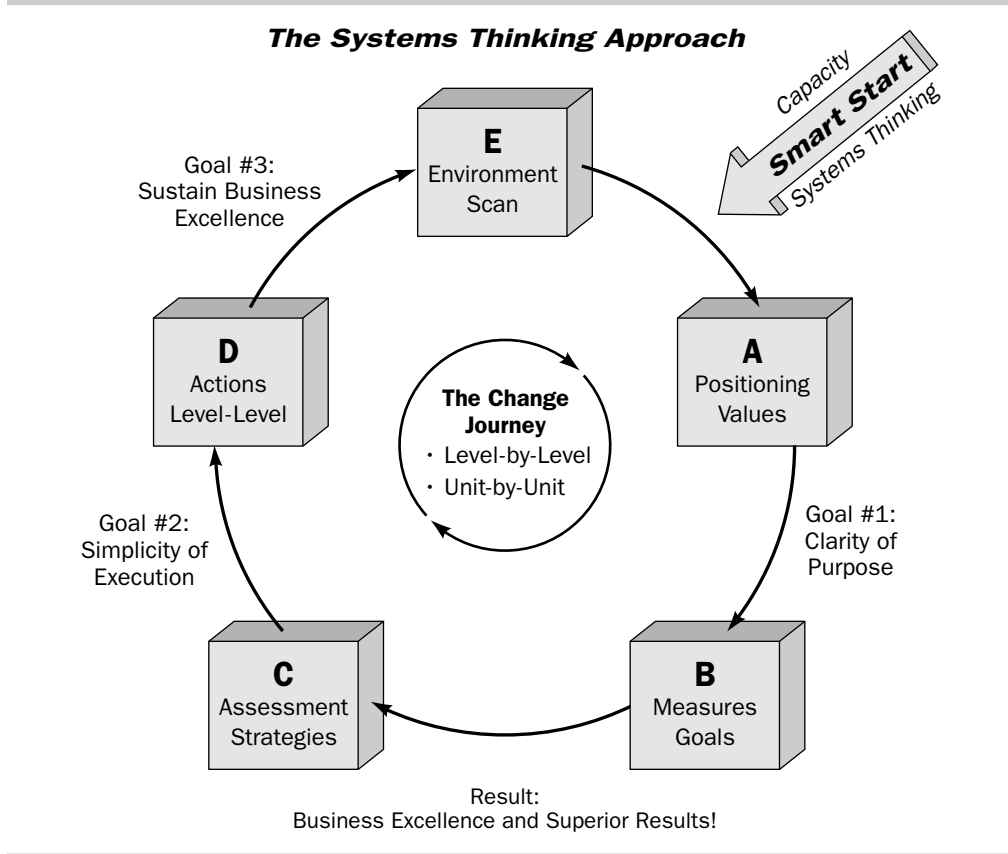 The Systems Thinking Approach
Capacity
Smart Start
Systems Thinking
E
Environment
Scan
Goal #3:
Sustain Business
Excellence
D
Actions
Level-Level
A
Positioning
Values
The Change
Journey
· Level-by-Level
· Unit-by-Unit
Goal #2:
Simplicity of
Execution
Goal #1:
Clarity of
Purpose
C
Assessment
Strategies
B
Measures
Goals
Result:
Business Excellence and Superior Results!